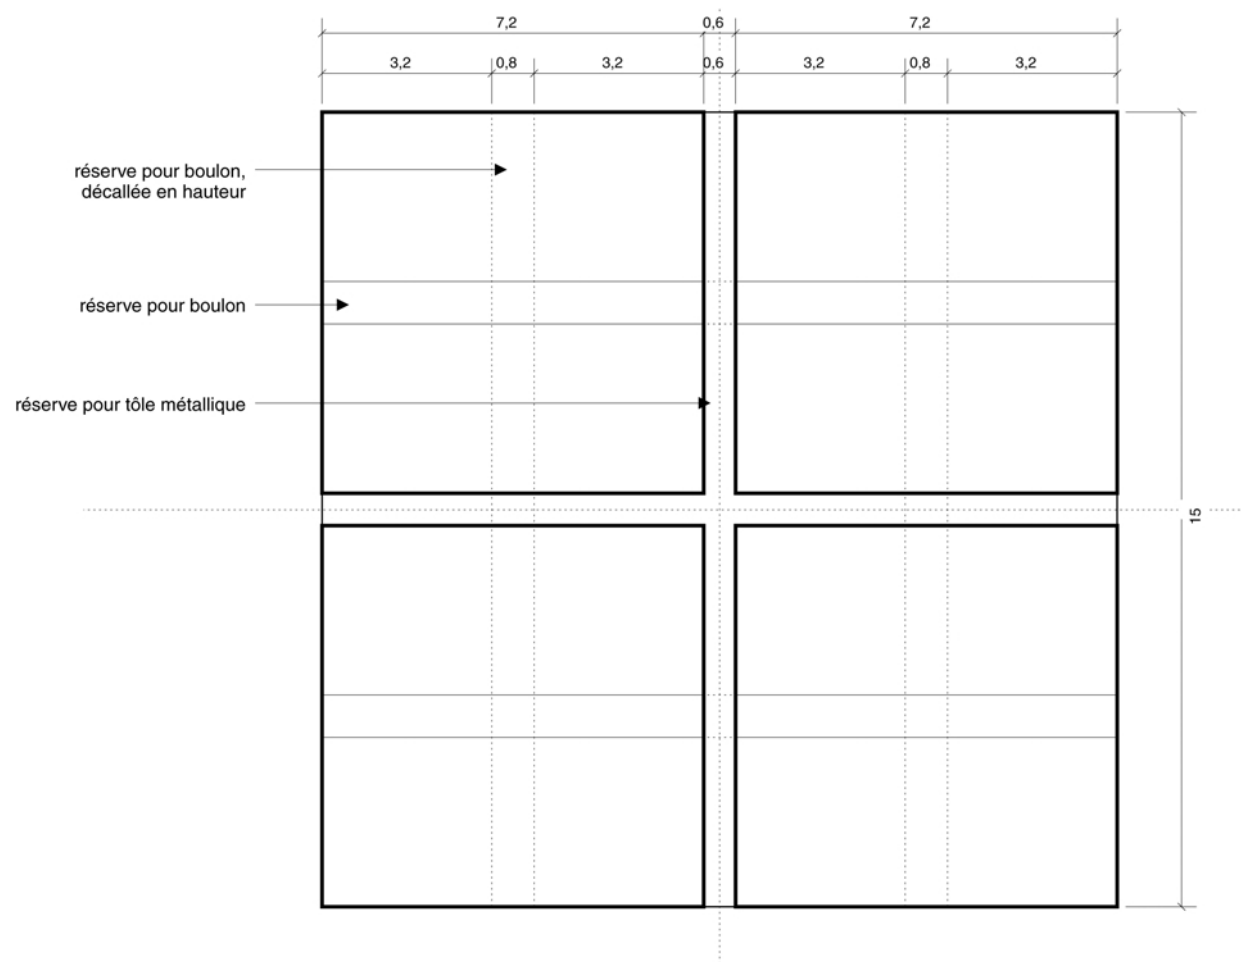 7,2 0,6 7,2
3,2 0,8 3,2 0,6 3,2 0,8 3,2
réserve pour boulon,
décallée en hauteur
réserve pour boulon
réserve pour tôle métallique
15